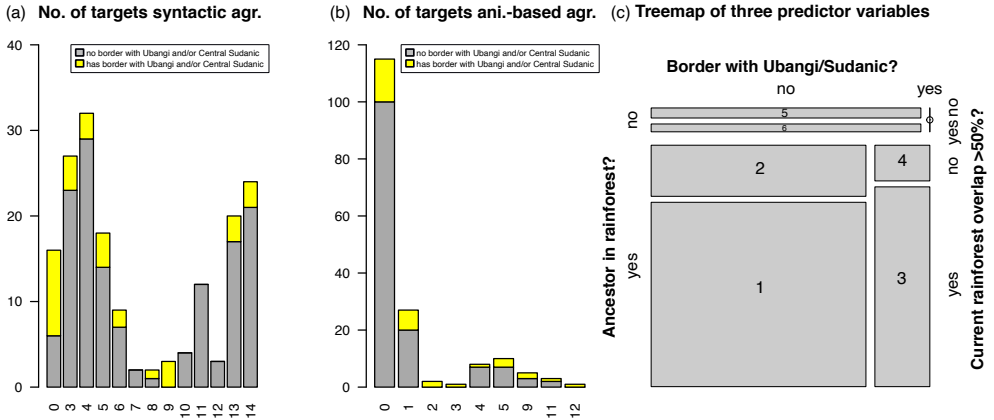 (a) No. of targets syntactic agr.
no border with Ubangi and/or Central Sudanic
has border with Ubangi and/or Central Sudanic
40
30
20
10
0
0 3 4 5 6 7 8 9 10 11 12 13 14
(b) No. of targets ani.-based agr.
no border with Ubangi and/or Central Sudanic
has border with Ubangi and/or Central Sudanic
120
100
80
60
40
20
0
0 1 2 3 4 5 9 11 12
(c) Treemap of three predictor variables
Border with Ubangi/Sudanic?
no yes
Ancestor in rainforest?
no
yes
5
6
2 4
1 3
no
yes
no
yes
Current rainforest overlap >50%?